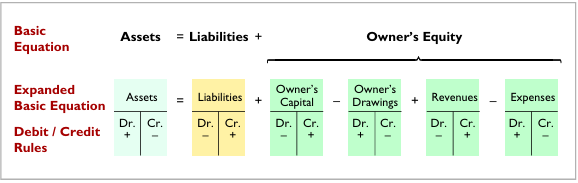 Basic
Equation
Assets = Liabilities + Owner's Equity
Expanded
Basic Equation
Assets = Liabilities + Owner's Capital − Owner's Drawings + Revenues − Expenses
Debit / Credit
Rules
Dr. Cr. Dr. Cr. Dr. Cr. Dr. Cr. Dr. Cr. Dr. Cr.
+ − − + − + + − − + + −